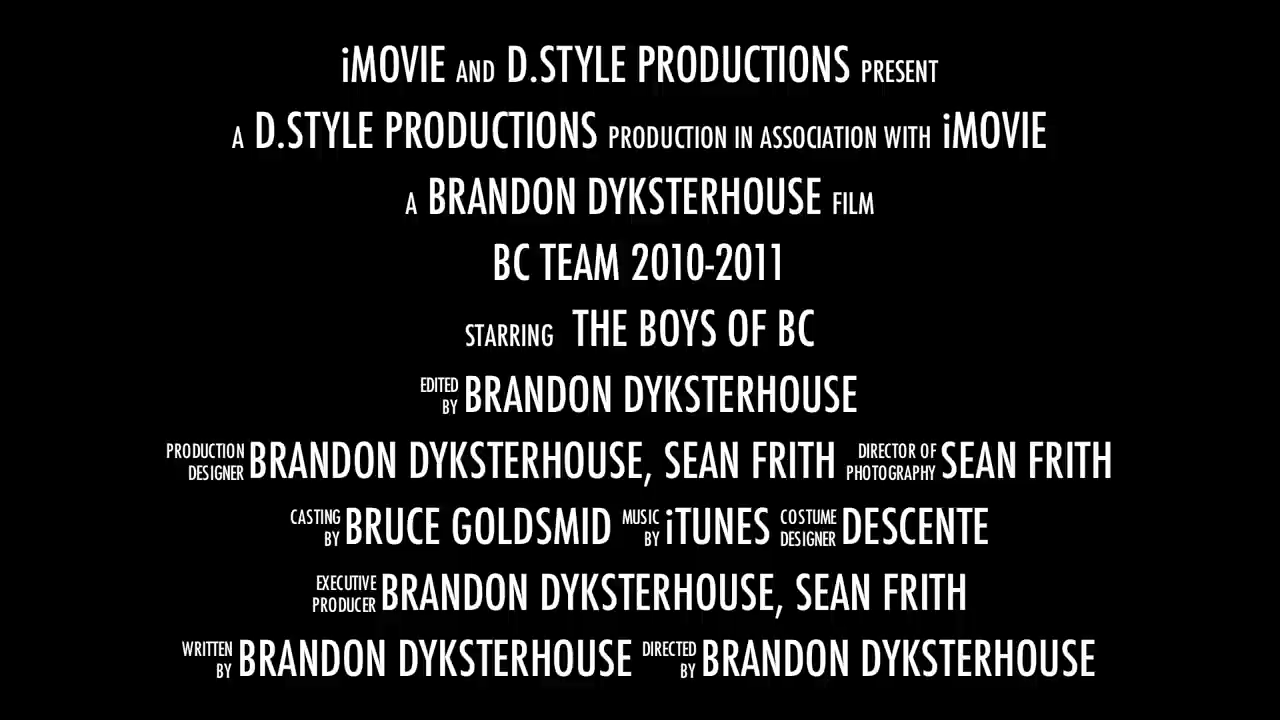 iMOVIE AND D.STYLE PRODUCTIONS PRESENT
A D.STYLE PRODUCTIONS PRODUCTION IN ASSOCIATION WITH iMOVIE
A BRANDON DYKSTERHOUSE FILM
BC TEAM 2010-2011
STARRING THE BOYS OF BC
EDITED BY BRANDON DYKSTERHOUSE
PRODUCTION DESIGNER BRANDON DYKSTERHOUSE, SEAN FRITH DIRECTOR OF PHOTOGRAPHY SEAN FRITH
CASTING BY BRUCE GOLDSMID MUSIC BY iTUNES COSTUME DESIGNER DESCENTE
EXECUTIVE PRODUCER BRANDON DYKSTERHOUSE, SEAN FRITH
WRITTEN BY BRANDON DYKSTERHOUSE DIRECTED BY BRANDON DYKSTERHOUSE